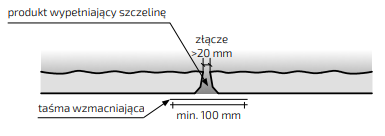 produkt wypełniający szczelinę
złącze
>20 mm
taśma wzmacniająca
min. 100 mm